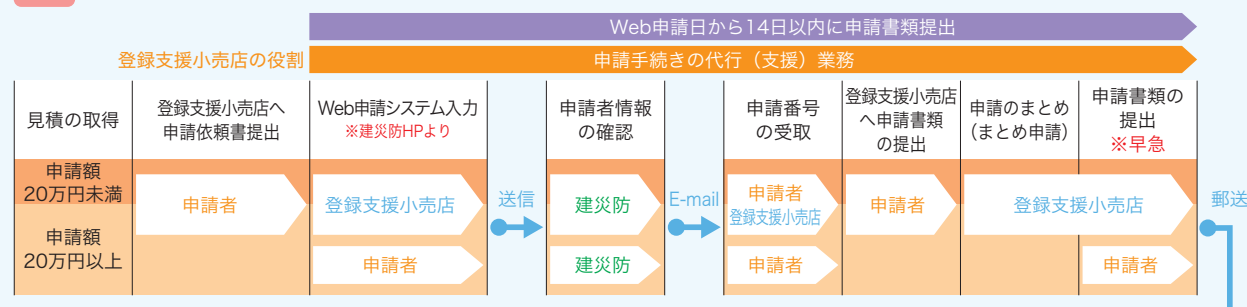 Web申請日から14日以内に申請書類提出
登録支援小売店の役割
申請手続きの代行（支援）業務
見積の取得
登録支援小売店へ
申請依頼書提出
Web申請システム入力
※建災防HPより
申請者情報
の確認
申請番号
の受取
登録支援小売店
へ申請書類
の提出
申請のまとめ
(まとめ申請)
申請書類の
提出
※早急
申請額
20万円未満
申請者
登録支援小売店
送信
建災防
E-mail
申請者
登録支援小売店
申請者
登録支援小売店
郵送
申請額
20万円以上
申請者
建災防
申請者
申請者